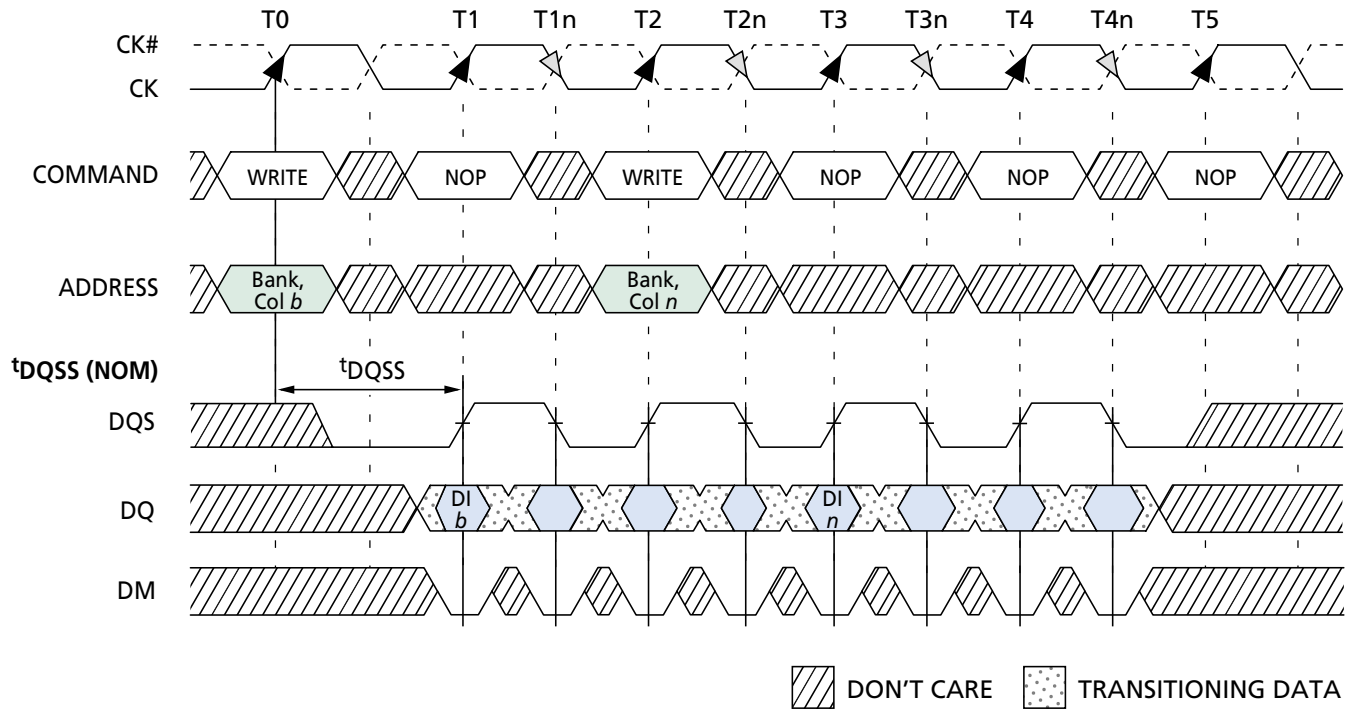 T0 T1 T1n T2 T2n T3 T3n T4 T4n T5
CK#
CK
COMMAND WRITE NOP WRITE NOP NOP NOP
ADDRESS Bank, Col b Bank, Col n
tDQSS (NOM) tDQSS
DQS
DQ DI b DI n
DM
DON'T CARE TRANSITIONING DATA